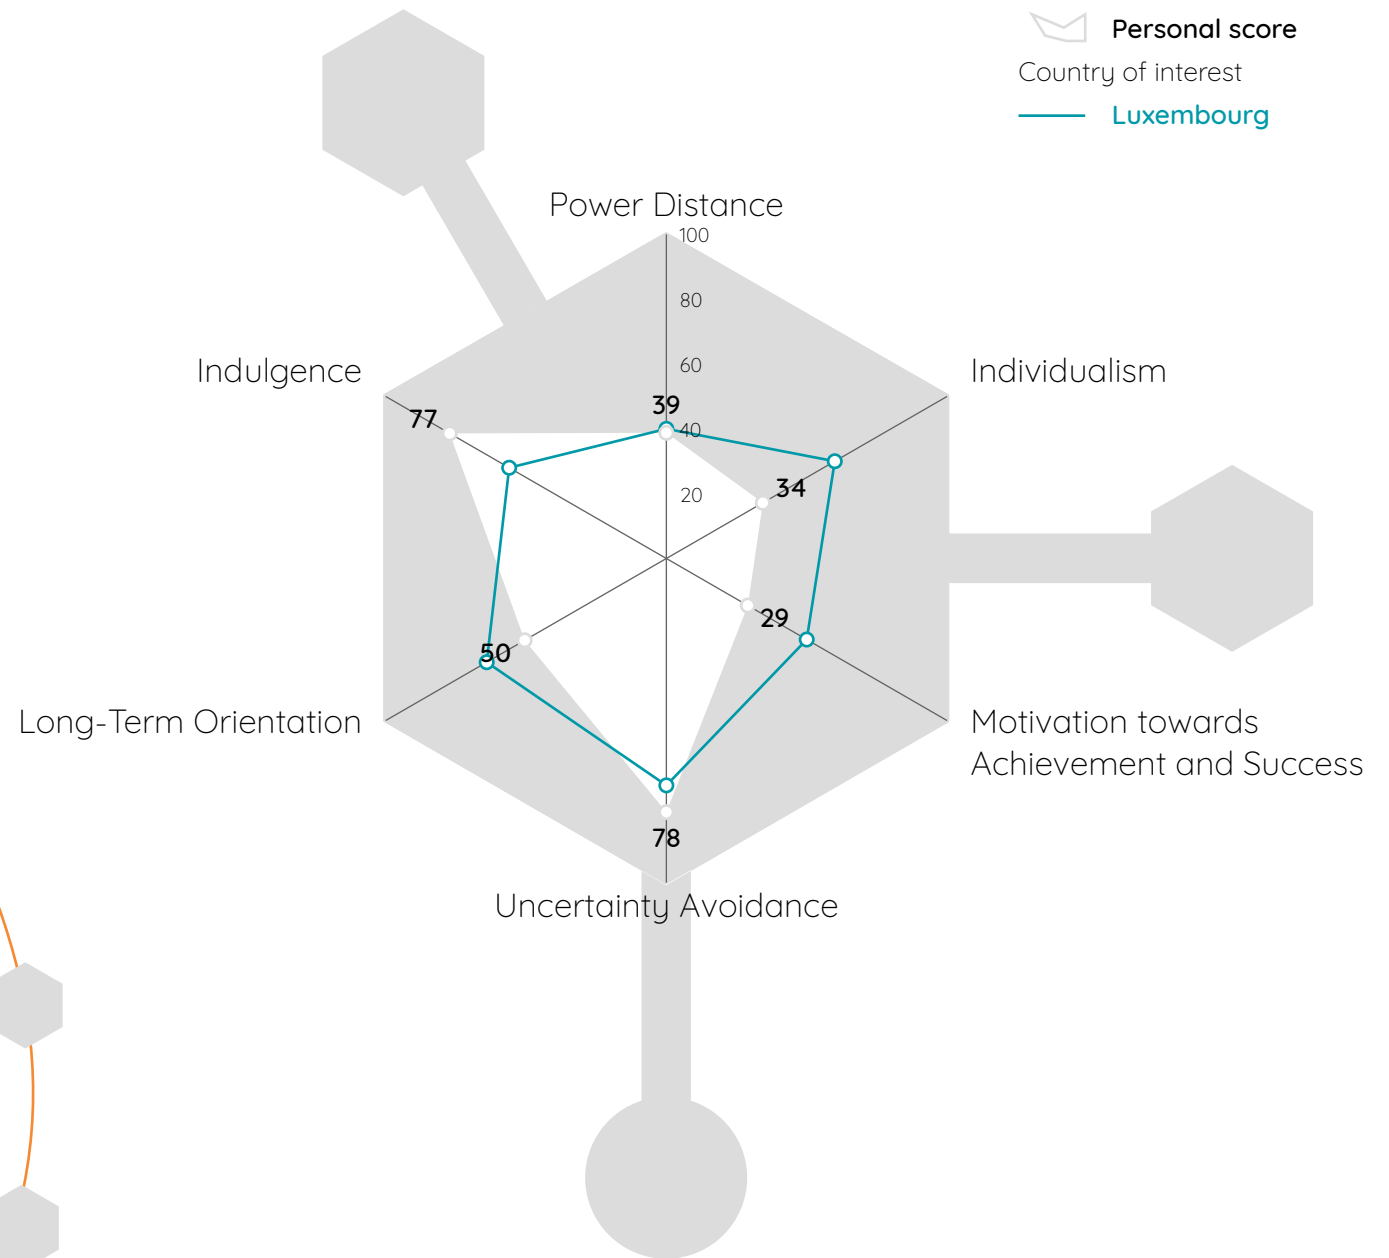 Personal score
Country of interest
Luxembourg
Power Distance
100
80
60
39
40
20
Indulgence
77
Individualism
34
29
50
Long-Term Orientation
Motivation towards
Achievement and Success
78
Uncertainty Avoidance